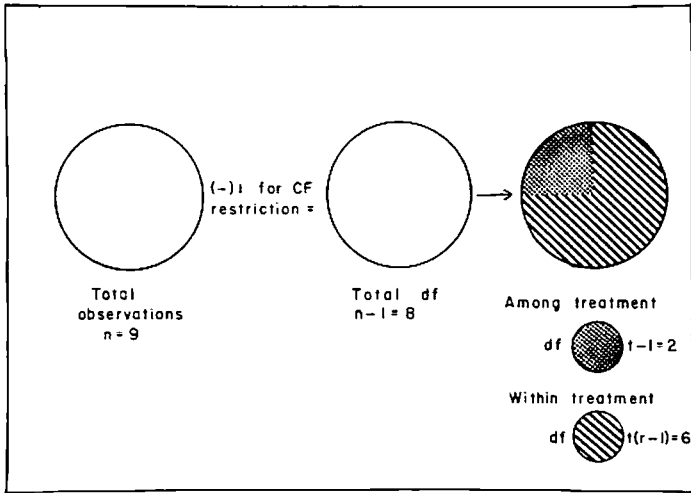 (-)1 for CF
restriction =
Total
observations
n=9
Total df
n-1=8
Among treatment
df t-1=2
Within treatment
df t(r-1)=6